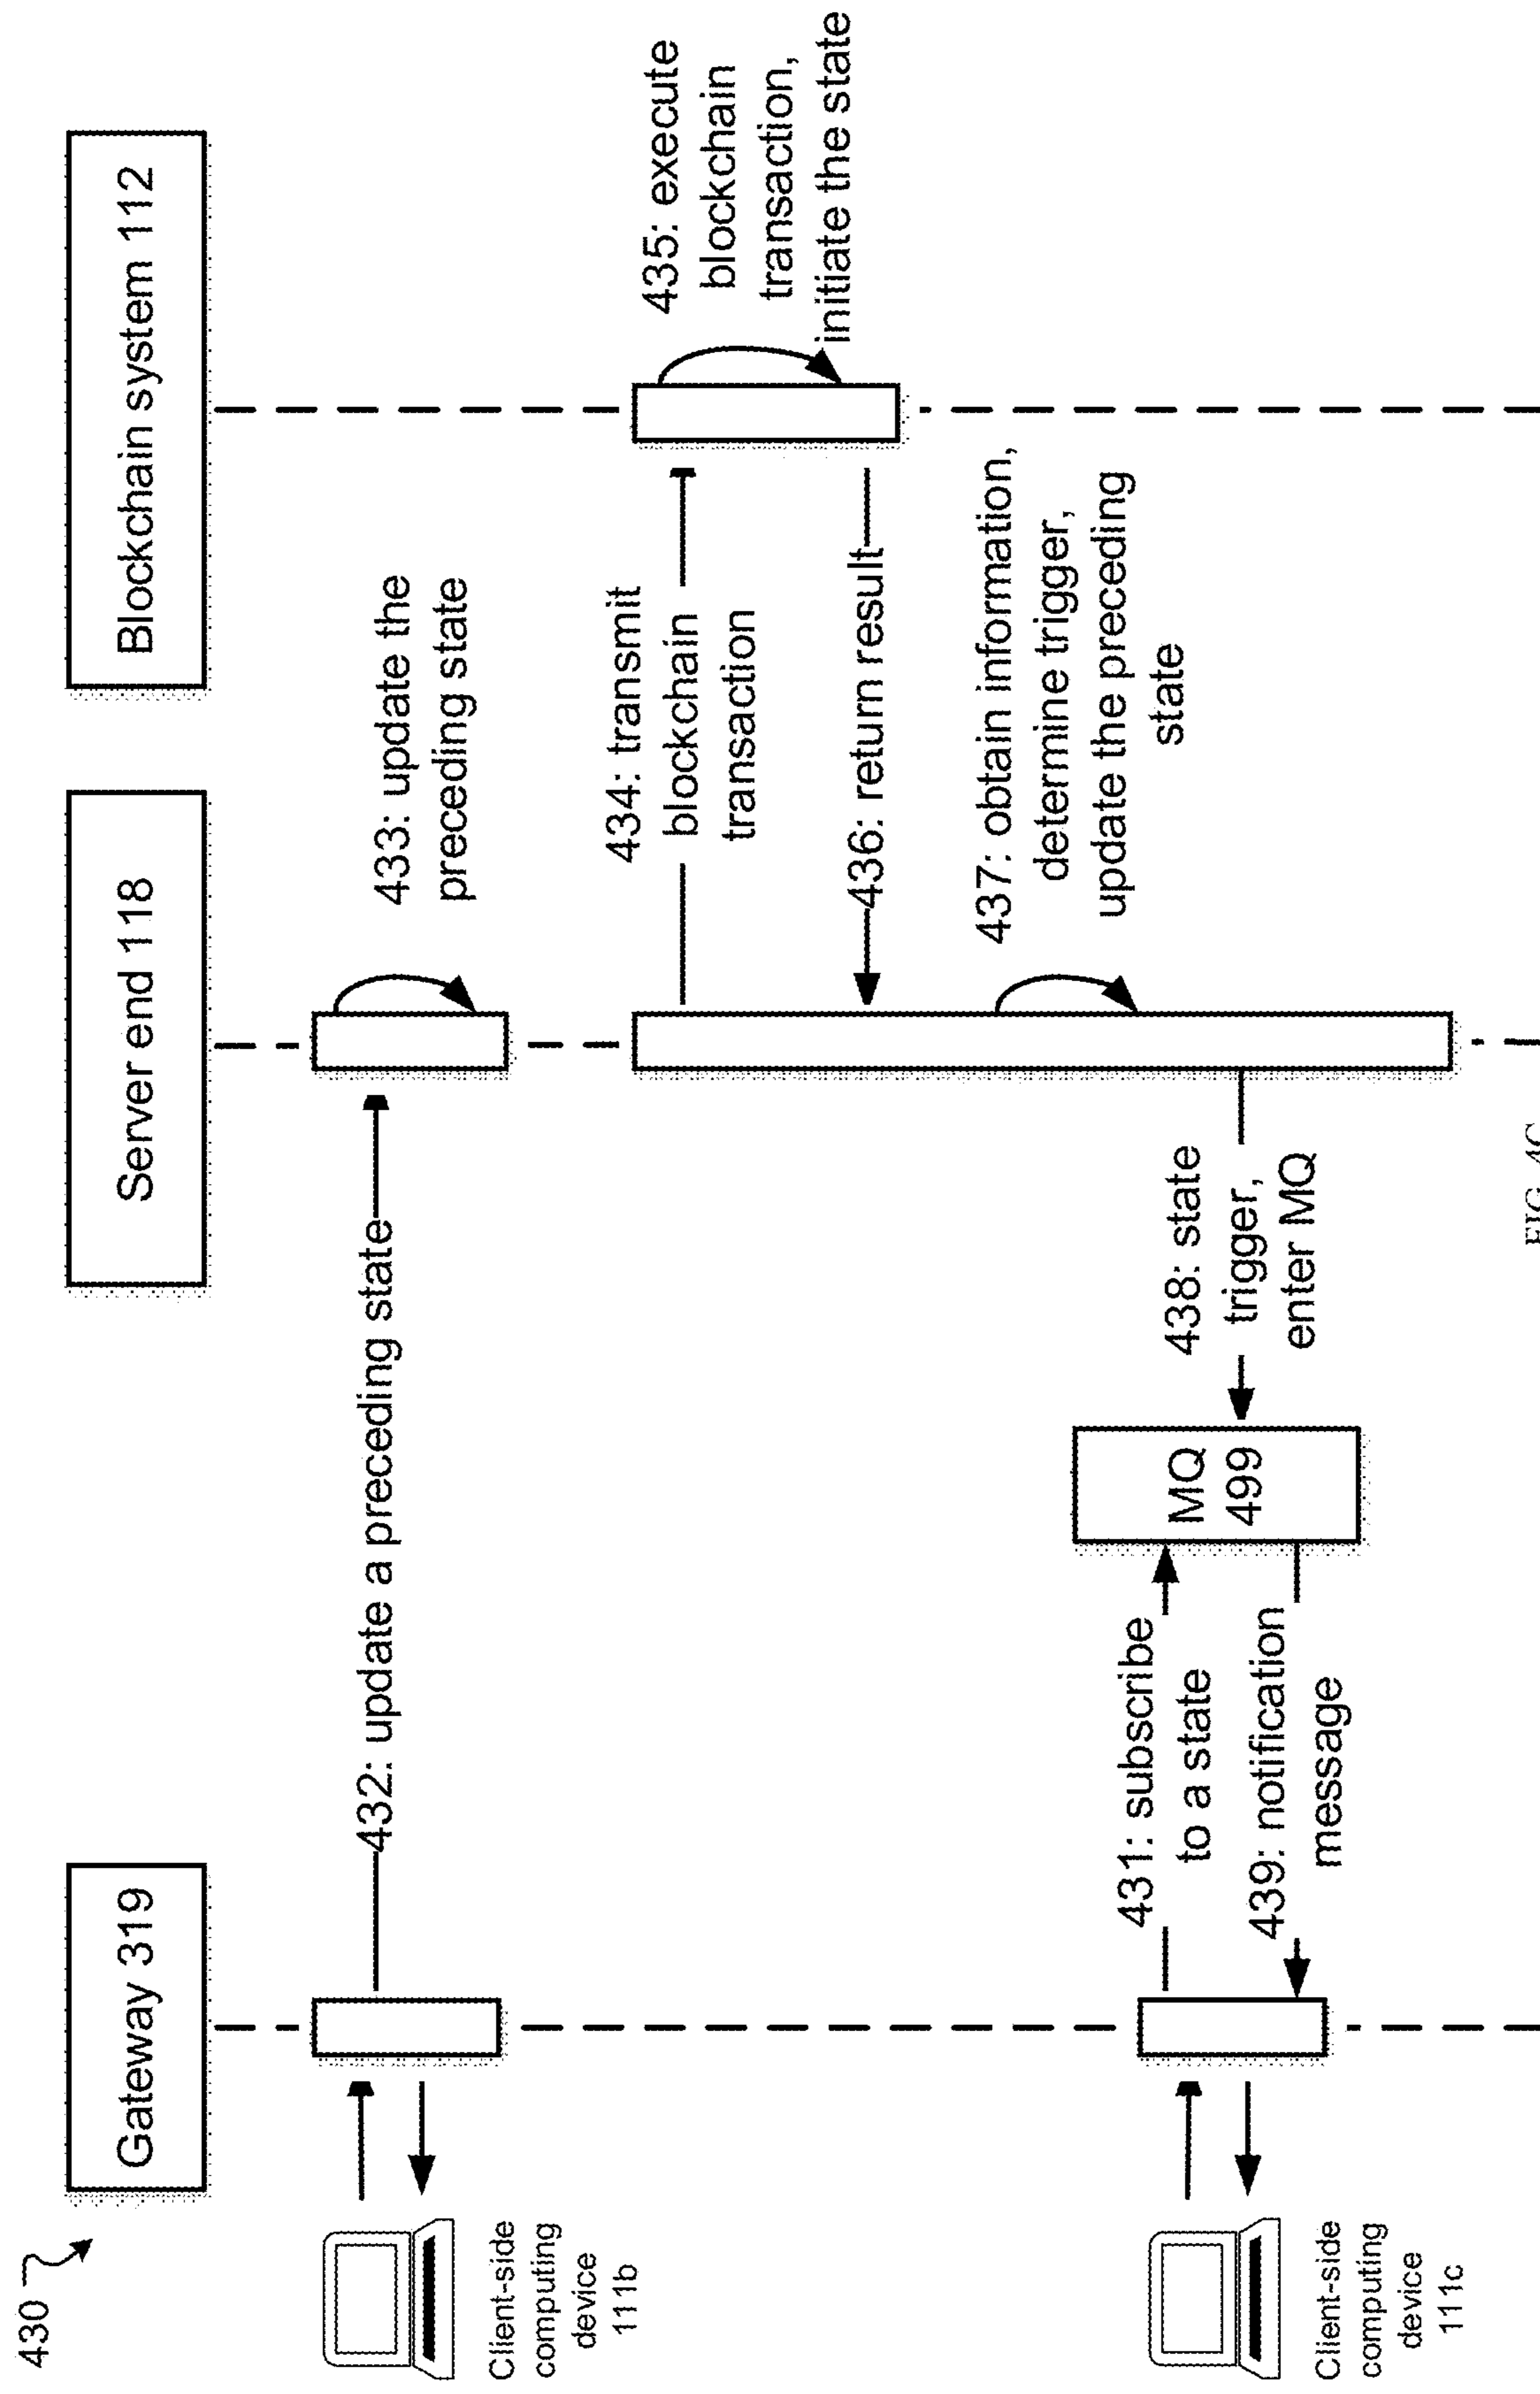 430
Gateway 319
Server end 118
Blockchain system 112
Client-side
computing
device
111b
432: update a preceding state
433: update the
preceding state
434: transmit
blockchain
transaction
435: execute
blockchain
transaction,
initiate the state
436: return result
437: obtain information,
determine trigger,
update the preceding
state
Client-side
computing
device
111c
431: subscribe
to a state
439: notification
message
MQ
499
438: state
trigger,
enter MQ
FIG. 4C